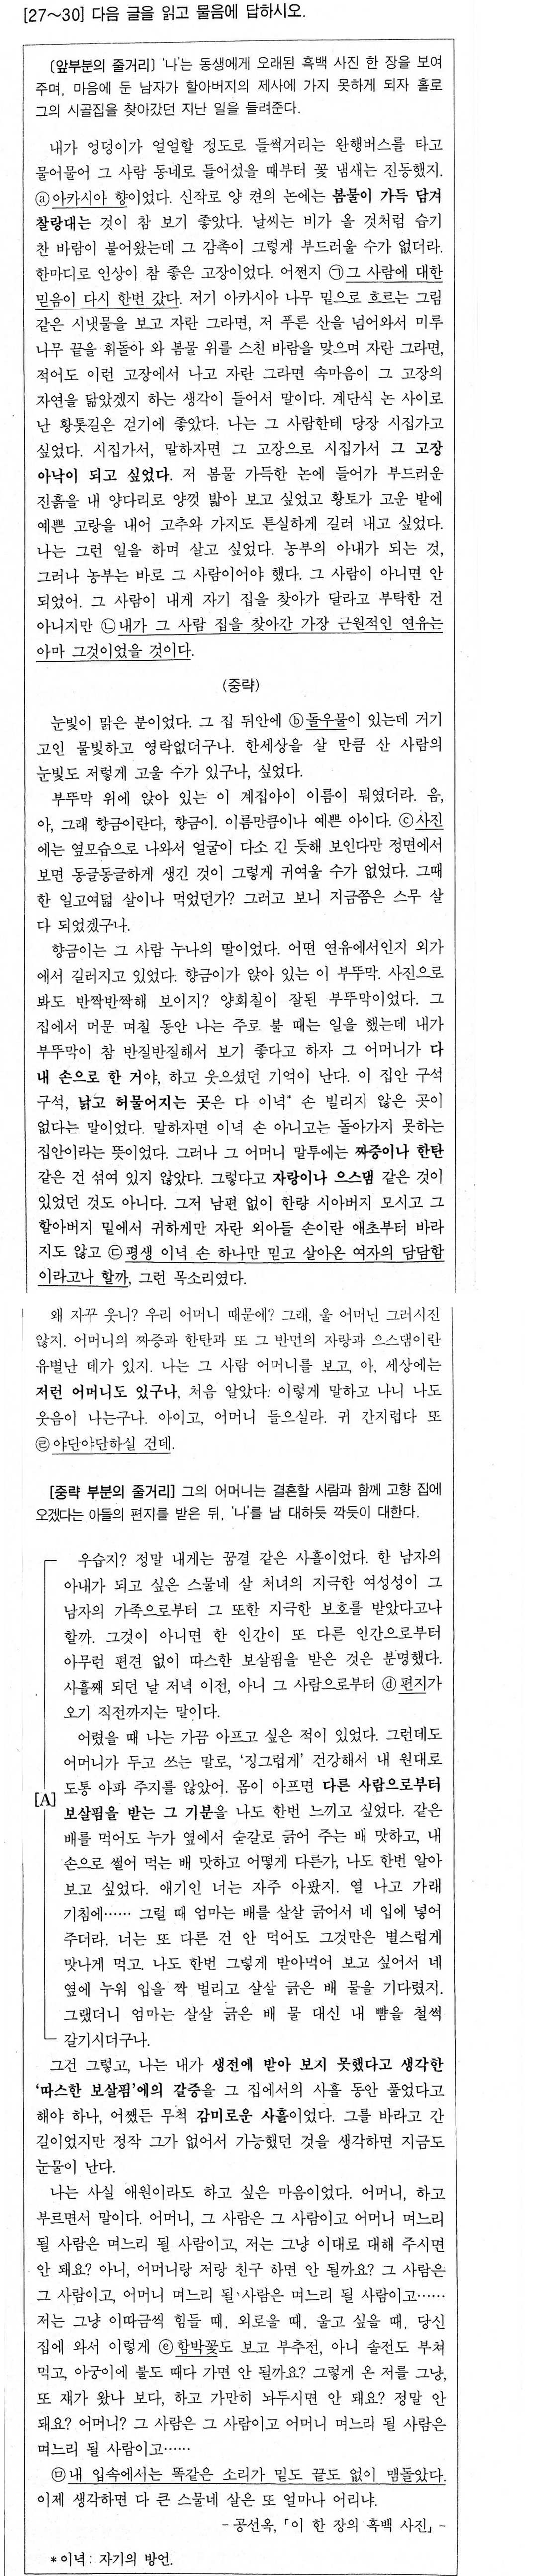 [27～30] 다음 글을 읽고 물음에 답하시오.
[앞부분의 줄거리] '나'는 동생에게 오래된 흑백 사진 한 장을 보여
주며, 마음에 둔 남자가 할아버지의 제사에 가지 못하게 되자 홀로
그의 시골집을 찾아갔던 지난 일을 들려준다.
내가 엉덩이가 얼얼할 정도로 들썩거리는 완행버스를 타고
물어물어 그 사람 동네로 들어섰을 때부터 꽃 냄새는 진동했지.
ⓐ아카시아 향이었다. 신작로 양 켠의 논에는 봄물이 가득 담겨
찰랑대는 것이 참 보기 좋았다. 날씨는 비가 올 것처럼 습기
찬 바람이 불어왔는데 그 감촉이 그렇게 부드러울 수가 없더라.
한마디로 인상이 참 좋은 고장이었다. 어쩐지 ㉠그 사람에 대한
믿음이 다시 한번 갔다. 저기 아카시아 나무 밑으로 흐르는 그림
같은 시냇물을 보고 자란 그라면, 저 푸른 산을 넘어와서 미루
나무 끝을 휘돌아 와 봄물 위를 스친 바람을 맞으며 자란 그라면,
적어도 이런 고장에서 나고 자란 그라면 속마음이 그 고장의
자연을 닮았겠지 하는 생각이 들어서 말이다. 계단식 논 사이로
난 황톳길은 걷기에 좋았다. 나는 그 사람한테 당장 시집가고
싶었다. 시집가서, 말하자면 그 고장으로 시집가서 그 고장
아낙이 되고 싶었다. 저 봄물 가득한 논에 들어가 부드러운
진흙을 내 양다리로 양껏 밟아 보고 싶었고 황토가 고운 밭에
예쁜 고랑을 내어 고추와 가지도 튼실하게 길러 내고 싶었다.
나는 그런 일을 하며 살고 싶었다. 농부의 아내가 되는 것,
그러나 농부는 바로 그 사람이어야 했다. 그 사람이 아니면 안
되었어. 그 사람이 내게 자기 집을 찾아가 달라고 부탁한 건
아니지만 ㉡내가 그 사람 집을 찾아간 가장 근원적인 연유는
아마 그것이었을 것이다.
(중략)
눈빛이 맑은 분이었다. 그 집 뒤안에 ⓑ돌우물이 있는데 거기
고인 물빛하고 영락없더구나. 한세상을 살 만큼 산 사람의
눈빛도 저렇게 고울 수가 있구나, 싶었다.
부뚜막 위에 앉아 있는 이 계집아이 이름이 뭐였더라. 음,
아, 그래 향금이란다, 향금이. 이름만큼이나 예쁜 아이다. ⓒ사진
에는 옆모습으로 나와서 얼굴이 다소 긴 듯해 보인다만 정면에서
보면 동글동글하게 생긴 것이 그렇게 귀여울 수가 없었다. 그때
한 일고여덟 살이나 먹었던가? 그러고 보니 지금쯤은 스무 살
다 되었겠구나.
향금이는 그 사람 누나의 딸이었다. 어떤 연유에서인지 외가
에서 길러지고 있었다. 향금이가 앉아 있는 이 부뚜막. 사진으로
봐도 반짝반짝해 보이지? 양회칠이 잘된 부뚜막이었다. 그
집에서 머문 며칠 동안 나는 주로 불 때는 일을 했는데 내가
부뚜막이 참 반질반질해서 보기 좋다고 하자 그 어머니가 다
내 손으로 한 거야, 하고 웃으셨던 기억이 난다. 이 집안 구석
구석, 낡고 허물어지는 곳은 다 이녁* 손 빌리지 않은 곳이
없다는 말이었다. 말하자면 이녁 손 아니고는 돌아가지 못하는
집안이라는 뜻이었다. 그러나 그 어머니 말투에는 짜증이나 한탄
같은 건 섞여 있지 않았다. 그렇다고 자랑이나 으스댐 같은 것이
있었던 것도 아니다. 그저 남편 없이 한량 시아버지 모시고 그
할아버지 밑에서 귀하게만 자란 외아들 손이란 애초부터 바라
지도 않고 ㉢평생 이녁 손 하나만 믿고 살아온 여자의 담담함
이라고나 할까, 그런 목소리였다.
왜 자꾸 웃니? 우리 어머니 때문에? 그래, 울 어머닌 그러시진
않지. 어머니의 짜증과 한탄과 또 그 반면의 자랑과 으스댐이란
유별난 데가 있지. 나는 그 사람 어머니를 보고, 아, 세상에는
저런 어머니도 있구나, 처음 알았다. 이렇게 말하고 나니 나도
웃음이 나는구나. 아이고, 어머니 들으실라. 귀 간지럽다 또
㉣야단야단하실 건데.
[중략 부분의 줄거리] 그의 어머니는 결혼할 사람과 함께 고향 집에
오겠다는 아들의 편지를 받은 뒤, '나'를 남 대하듯 깍듯이 대한다.
우습지? 정말 내게는 꿈결 같은 사흘이었다. 한 남자의
아내가 되고 싶은 스물네 살 처녀의 지극한 여성성이 그
남자의 가족으로부터 그 또한 지극한 보호를 받았다고나
할까. 그것이 아니면 한 인간이 또 다른 인간으로부터
아무런 편견 없이 따스한 보살핌을 받은 것은 분명했다.
사흘째 되던 날 저녁 이전, 아니 그 사람으로부터 ⓓ편지가
오기 직전까지는 말이다.
어렸을 때 나는 가끔 아프고 싶은 적이 있었다. 그런데도
어머니가 두고 쓰는 말로, '징그럽게' 건강해서 내 원대로
[A] 도통 아파 주지를 않았어. 몸이 아프면 다른 사람으로부터
보살핌을 받는 그 기분을 나도 한번 느끼고 싶었다. 같은
배를 먹어도 누가 옆에서 숟갈로 긁어 주는 배 맛하고, 내
손으로 썰어 먹는 배 맛하고 어떻게 다른가, 나도 한번 알아
보고 싶었다. 얘기인 너는 자주 아팠지. 열 나고 가래
기침에…… 그럴 때 엄마는 배를 살살 긁어서 네 입에 넣어
주더라. 너는 또 다른 건 안 먹어도 그것만은 별스럽게
맛나게 먹고. 나도 한번 그렇게 받아먹어 보고 싶어서 네
옆에 누워 입을 짝 벌리고 살살 긁은 배 물을 기다렸지.
그랬더니 엄마는 살살 긁은 배 물 대신 내 뺨을 철썩
갈기시더구나.
그건 그렇고, 나는 내가 생전에 받아 보지 못했다고 생각한
'따스한 보살핌'에의 갈증을 그 집에서의 사흘 동안 풀었다고
해야 하나, 어쨌든 무척 감미로운 사흘이었다. 그를 바라고 간
길이었지만 정작 그가 없어서 가능했던 것을 생각하면 지금도
눈물이 난다.
나는 사실 애원이라도 하고 싶은 마음이었다. 어머니, 하고
부르면서 말이다. 어머니, 그 사람은 그 사람이고 어머니 며느리
될 사람은 며느리 될 사람이고, 저는 그냥 이대로 대해 주시면
안 돼요? 아니, 어머니랑 저랑 친구 하면 안 될까요? 그 사람은
그 사람이고, 어머니 며느리 될 사람은 며느리 될 사람이고……
저는 그냥 이따금씩 힘들 때, 외로울 때, 울고 싶을 때, 당신
집에 와서 이렇게 ⓔ함박꽃도 보고 부추전, 아니 솔전도 부쳐
먹고, 아궁이에 불도 때다 가면 안 될까요? 그렇게 온 저를 그냥,
또 재가 왔나 보다, 하고 가만히 놔두시면 안 돼요? 정말 안
돼요? 어머니? 그 사람은 그 사람이고 어머니 며느리 될 사람은
며느리 될 사람이고……
㉤내 입속에서는 똑같은 소리가 밑도 끝도 없이 맴돌았다.
이제 생각하면 다 큰 스물네 살은 또 얼마나 어리냐.
- 공선옥, 「이 한 장의 흑백 사진」 -
*이녁: 자기의 방언.